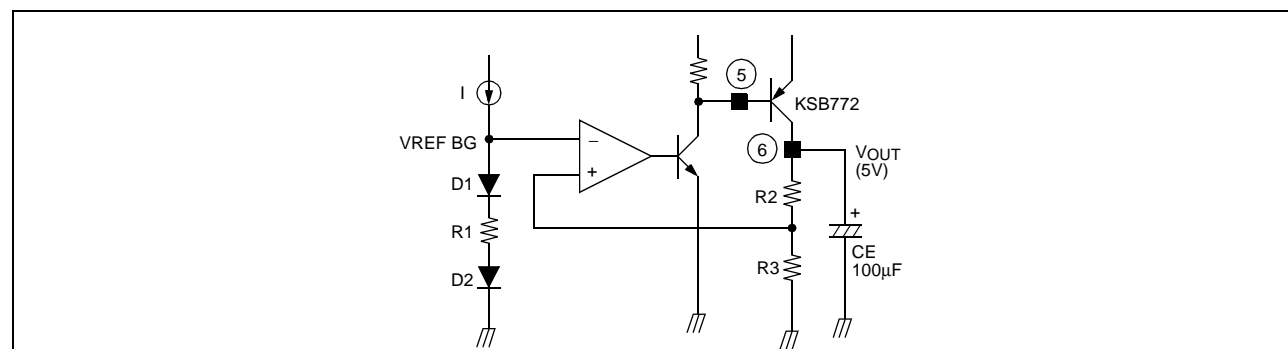 5
KSB772
I
VREF BG
−
+
6
VOUT
(5V)
D1
R1
D2
R2
R3
+
CE
100µF